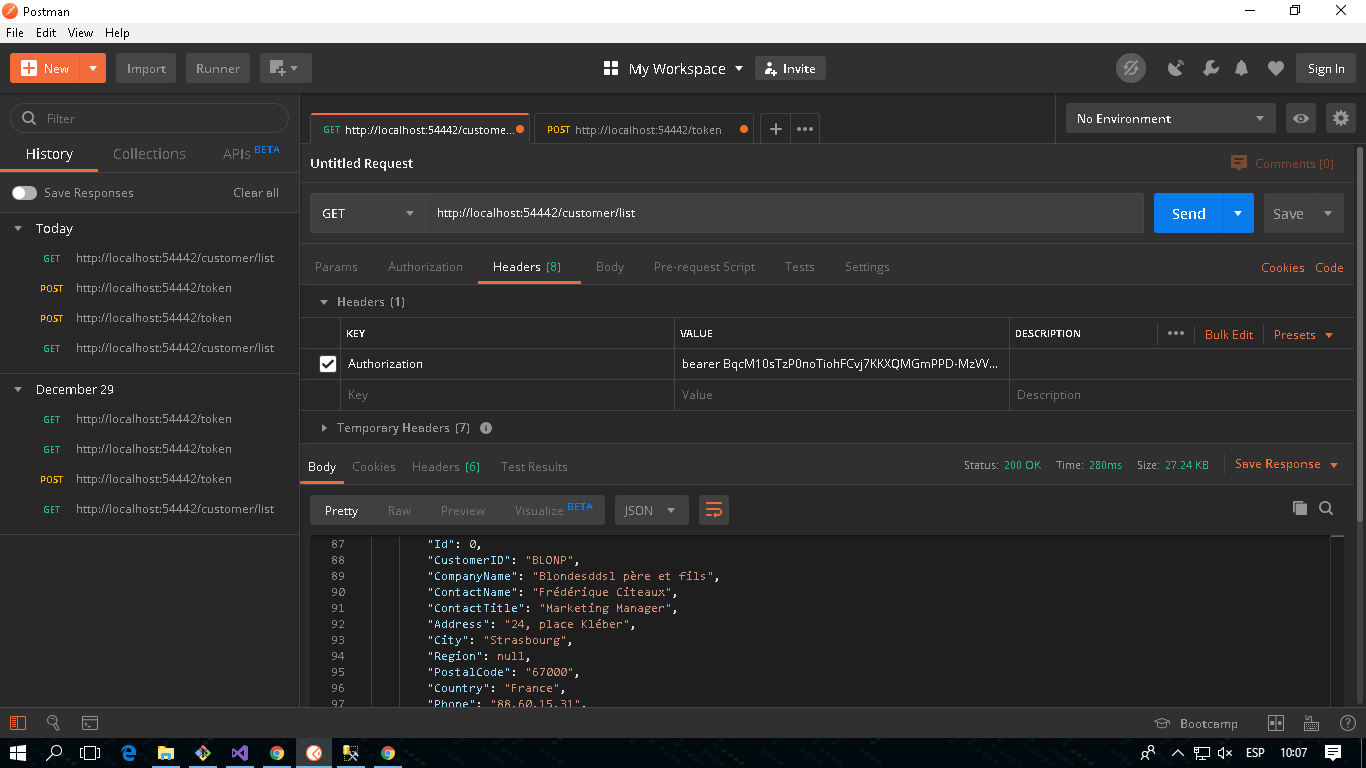 Postman
File Edit View Help
New Import Runner My Workspace Invite Sign In
Filter
History Collections APIs BETA
Save Responses Clear all
Today
GET http://localhost:54442/customer/list
POST http://localhost:54442/token
POST http://localhost:54442/token
GET http://localhost:54442/customer/list
December 29
GET http://localhost:54442/token
GET http://localhost:54442/token
POST http://localhost:54442/token
GET http://localhost:54442/customer/list
GET http://localhost:54442/custome... POST http://localhost:54442/token + ••• No Environment
Untitled Request Comments (0)
GET http://localhost:54442/customer/list Send Save
Params Authorization Headers (8) Body Pre-request Script Tests Settings Cookies Code
Headers (1)
KEY VALUE DESCRIPTION ••• Bulk Edit Presets
Authorization bearer BqcM10sTzP0noTiohFCvj7KKXQMGmPPD-MzVV...
Key Value Description
Temporary Headers (7)
Body Cookies Headers (6) Test Results Status: 200 OK Time: 280ms Size: 27.24 KB Save Response
Pretty Raw Preview Visualize BETA JSON
87 "Id": 0,
88 "CustomerID": "BLONP",
89 "CompanyName": "Blondesddsl père et fils",
90 "ContactName": "Frédérique Citeaux",
91 "ContactTitle": "Marketing Manager",
92 "Address": "24, place Kléber",
93 "City": "Strasbourg",
94 "Region": null,
95 "PostalCode": "67000",
96 "Country": "France",
97 "Phone": "88.60.15.31",
Bootcamp
ESP 10:07